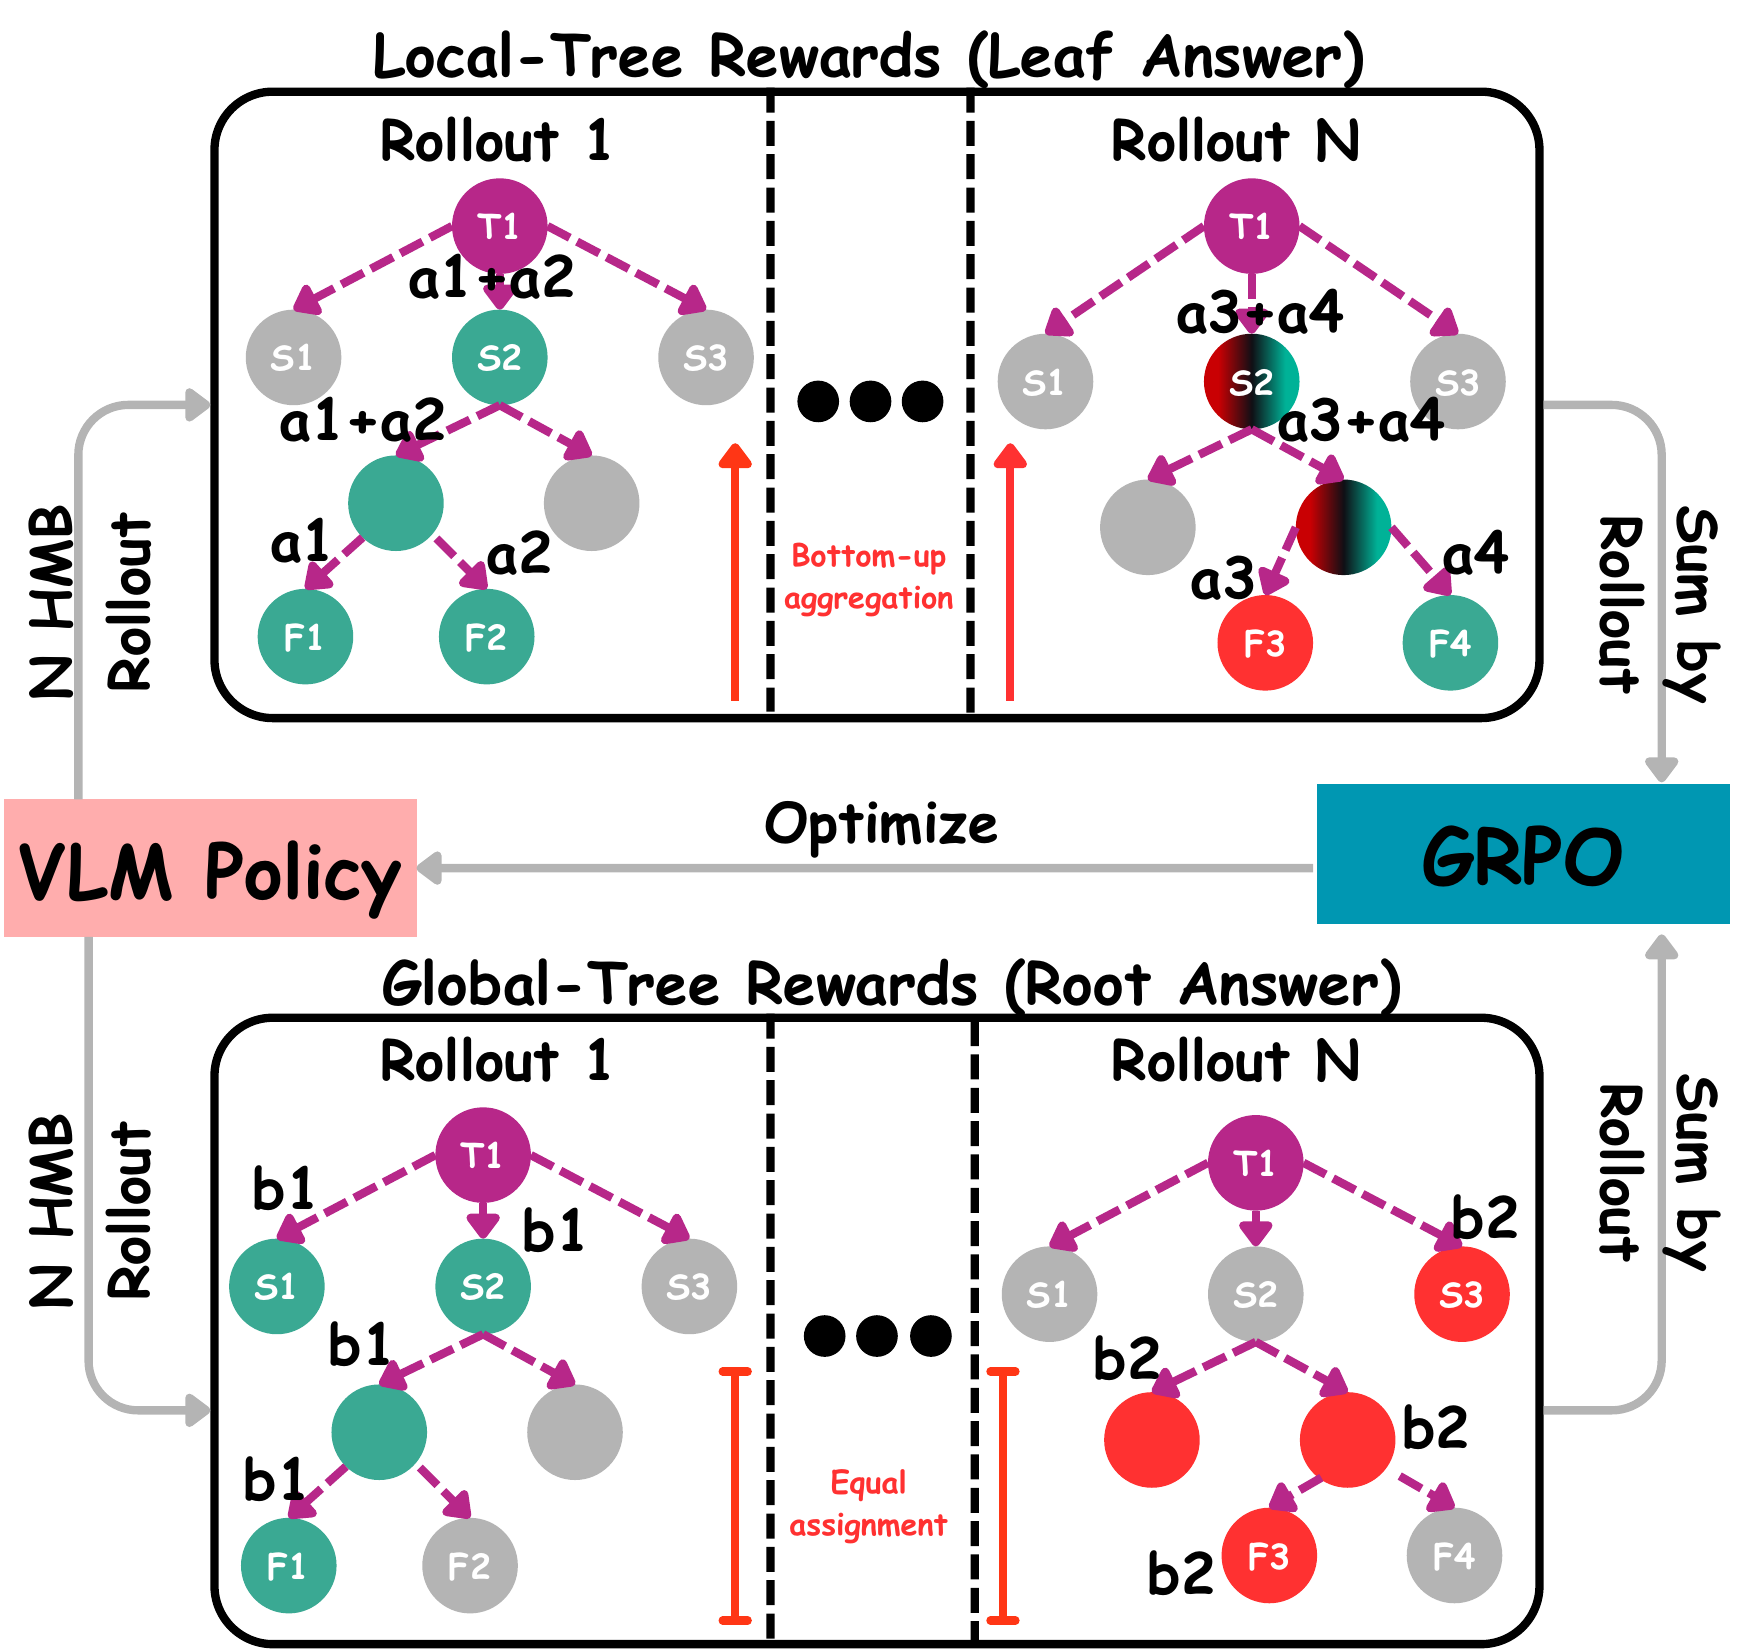 Local-Tree Rewards (Leaf Answer)
Rollout 1
Rollout N
T1
T1
a1+a2
a3+a4
S1
S2
S3
S1
S2
S3
a1+a2
a3+a4
a1
a2
Bottom-up
aggregation
a3
a4
F1
F2
F3
F4
N HMB
Rollout
Sum by
Rollout
VLM Policy
Optimize
GRPO
Global-Tree Rewards (Root Answer)
Rollout 1
Rollout N
T1
T1
b1
b1
b2
S1
S2
S3
S1
S2
S3
b1
b2
b2
b1
Equal
assignment
b2
F1
F2
F3
F4
N HMB
Rollout
Sum by
Rollout